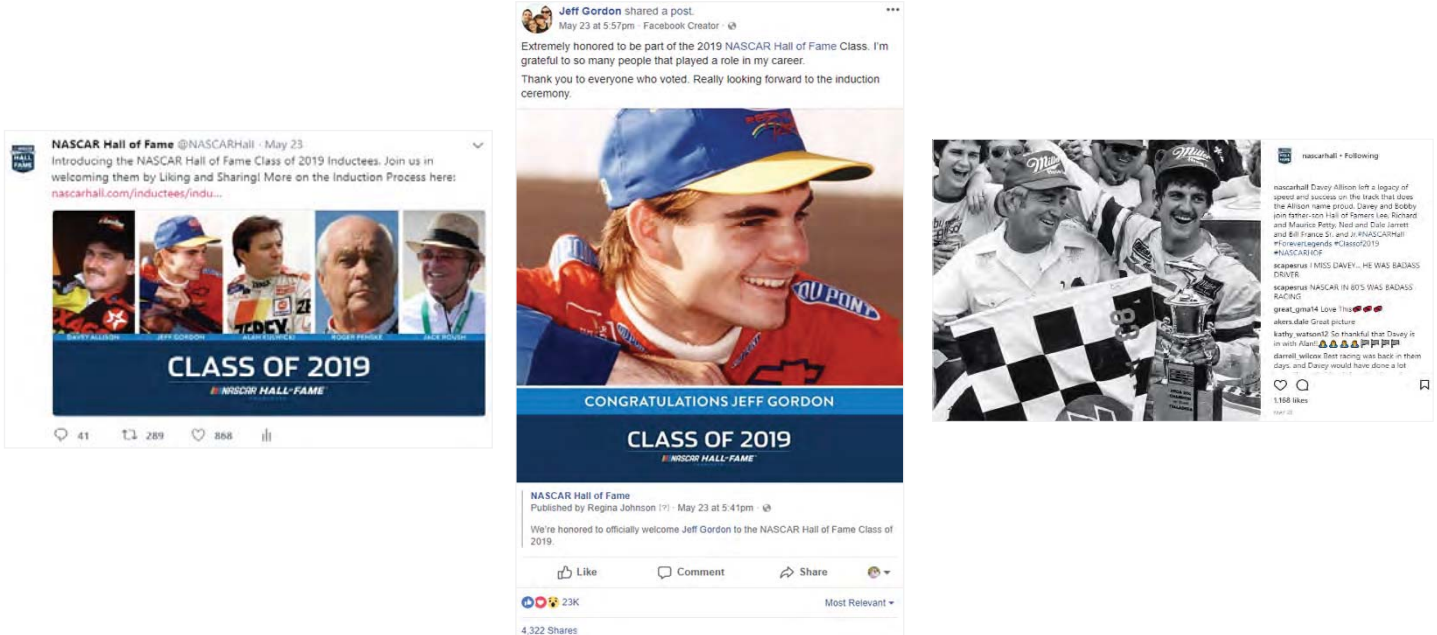 NASCAR Hall of Fame @NASCARHall · May 23
Introducing the NASCAR Hall of Fame Class of 2019 Inductees. Join us in
welcoming them by Liking and Sharing! More on the Induction Process here:
nascarhall.com/inductees/indu...
HALL
FAME
DAVEY ALLISON JEFF GORDON ALAN KULWICKI ROGER PENSKE JACK ROUSH
CLASS OF 2019
NASCAR HALL OF FAME
41 289 868
Jeff Gordon shared a post.
May 23 at 5:57pm · Facebook Creator ·
Extremely honored to be part of the 2019 NASCAR Hall of Fame Class. I'm
grateful to so many people that played a role in my career.
Thank you to everyone who voted. Really looking forward to the induction
ceremony.
DU PONT
CONGRATULATIONS JEFF GORDON
CLASS OF 2019
NASCAR HALL OF FAME
NASCAR Hall of Fame
Published by Regina Johnson [?] · May 23 at 5:41pm ·
We're honored to officially welcome Jeff Gordon to the NASCAR Hall of Fame Class of
2019.
Like Comment Share
23K Most Relevant
4,322 Shares
Miller
Miller
nascarhall • Following
nascarhall Davey Allison left a legacy of
speed and success on the track that does
the Allison name proud. Davey and Bobby
join father-son Hall of Famers Lee, Richard
and Maurice Petty, Ned and Dale Jarrett
and Bill France Sr. and Jr.#NASCARHall
#ForeverLegends #Classof2019
#NASCARHOF
scapesrus I MISS DAVEY... HE WAS BADASS
DRIVER
scapesrus NASCAR IN 80'S WAS BADASS
RACING
great_gma14 Love This
akers.dale Great picture
kathy_watson12 So thankful that Davey is
in with Alan!
darrell_wilcox Best racing was back in them
days, and Davey would have done a lot
1,168 likes